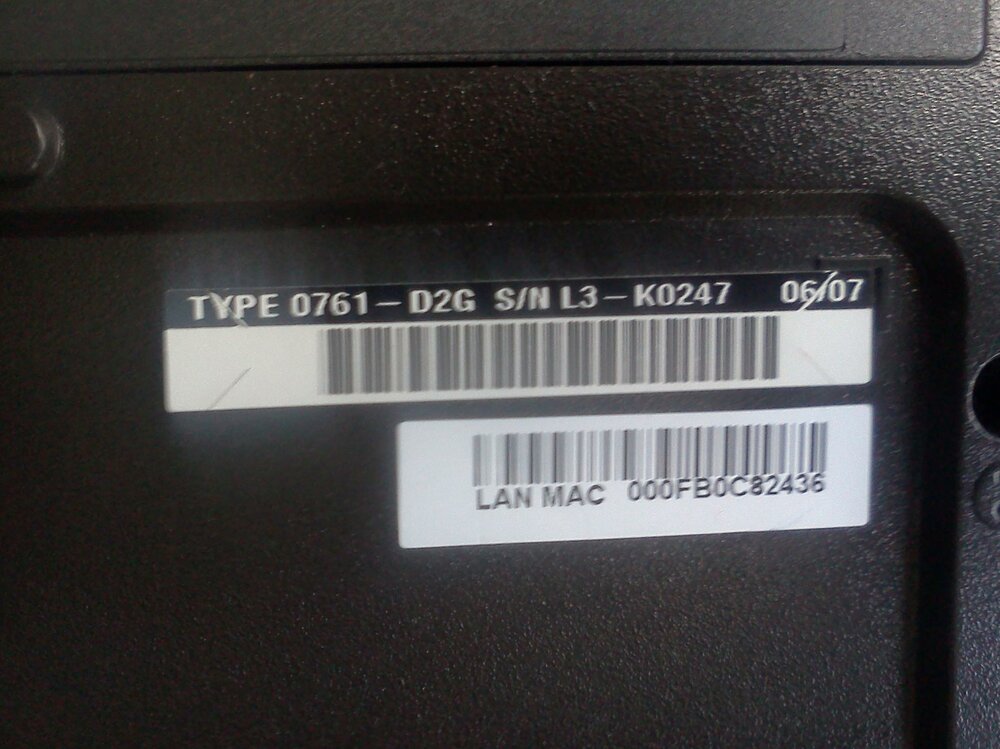 TYPE 0761-D2G S/N L3-K0247 06/07
LAN MAC 000FB0C82436